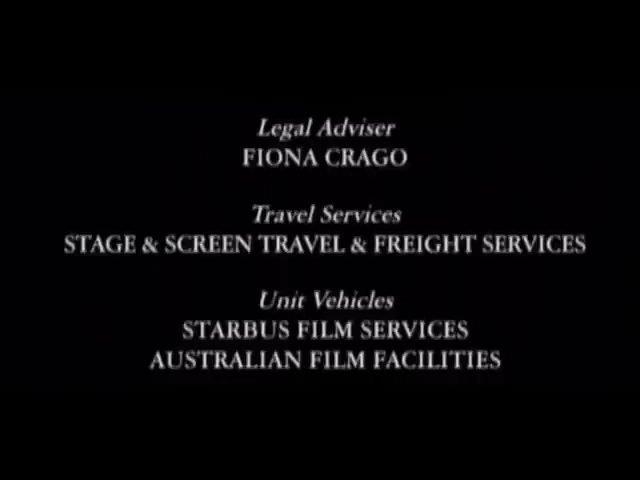 Legal Adviser
FIONA CRAGO
Travel Services
STAGE & SCREEN TRAVEL & FREIGHT SERVICES
Unit Vehicles
STARBUS FILM SERVICES
AUSTRALIAN FILM FACILITIES